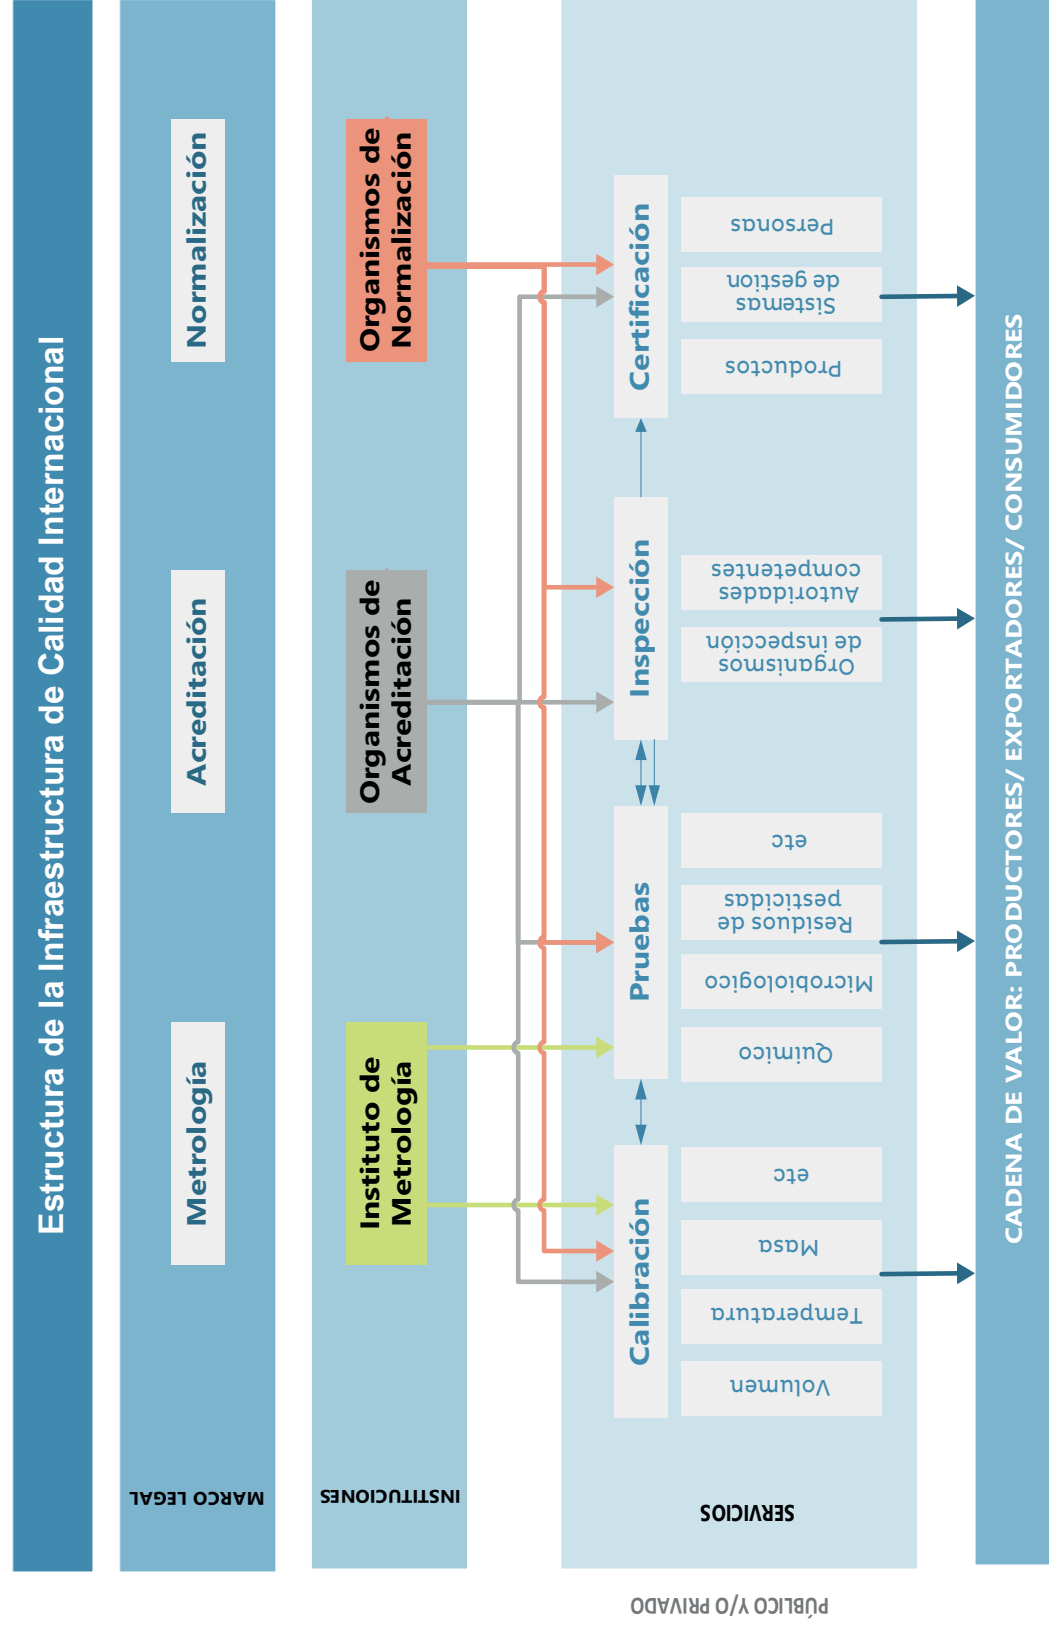 Estructura de la Infraestructura de Calidad Internacional
MARCO LEGAL
Metrología
Acreditación
Normalización
INSTITUCIONES
Instituto de
Metrología
Organismos de
Acreditación
Organismos de
Normalización
PÚBLICO Y/O PRIVADO
SERVICIOS
Calibración
Volumen
Temperatura
Masa
etc
Pruebas
Químico
Microbiologico
Residuos de
pesticidas
etc
Inspección
Organismos
de inspección
Autoridades
competentes
Certificación
Productos
Sistemas
de gestion
Personas
CADENA DE VALOR: PRODUCTORES/ EXPORTADORES/ CONSUMIDORES